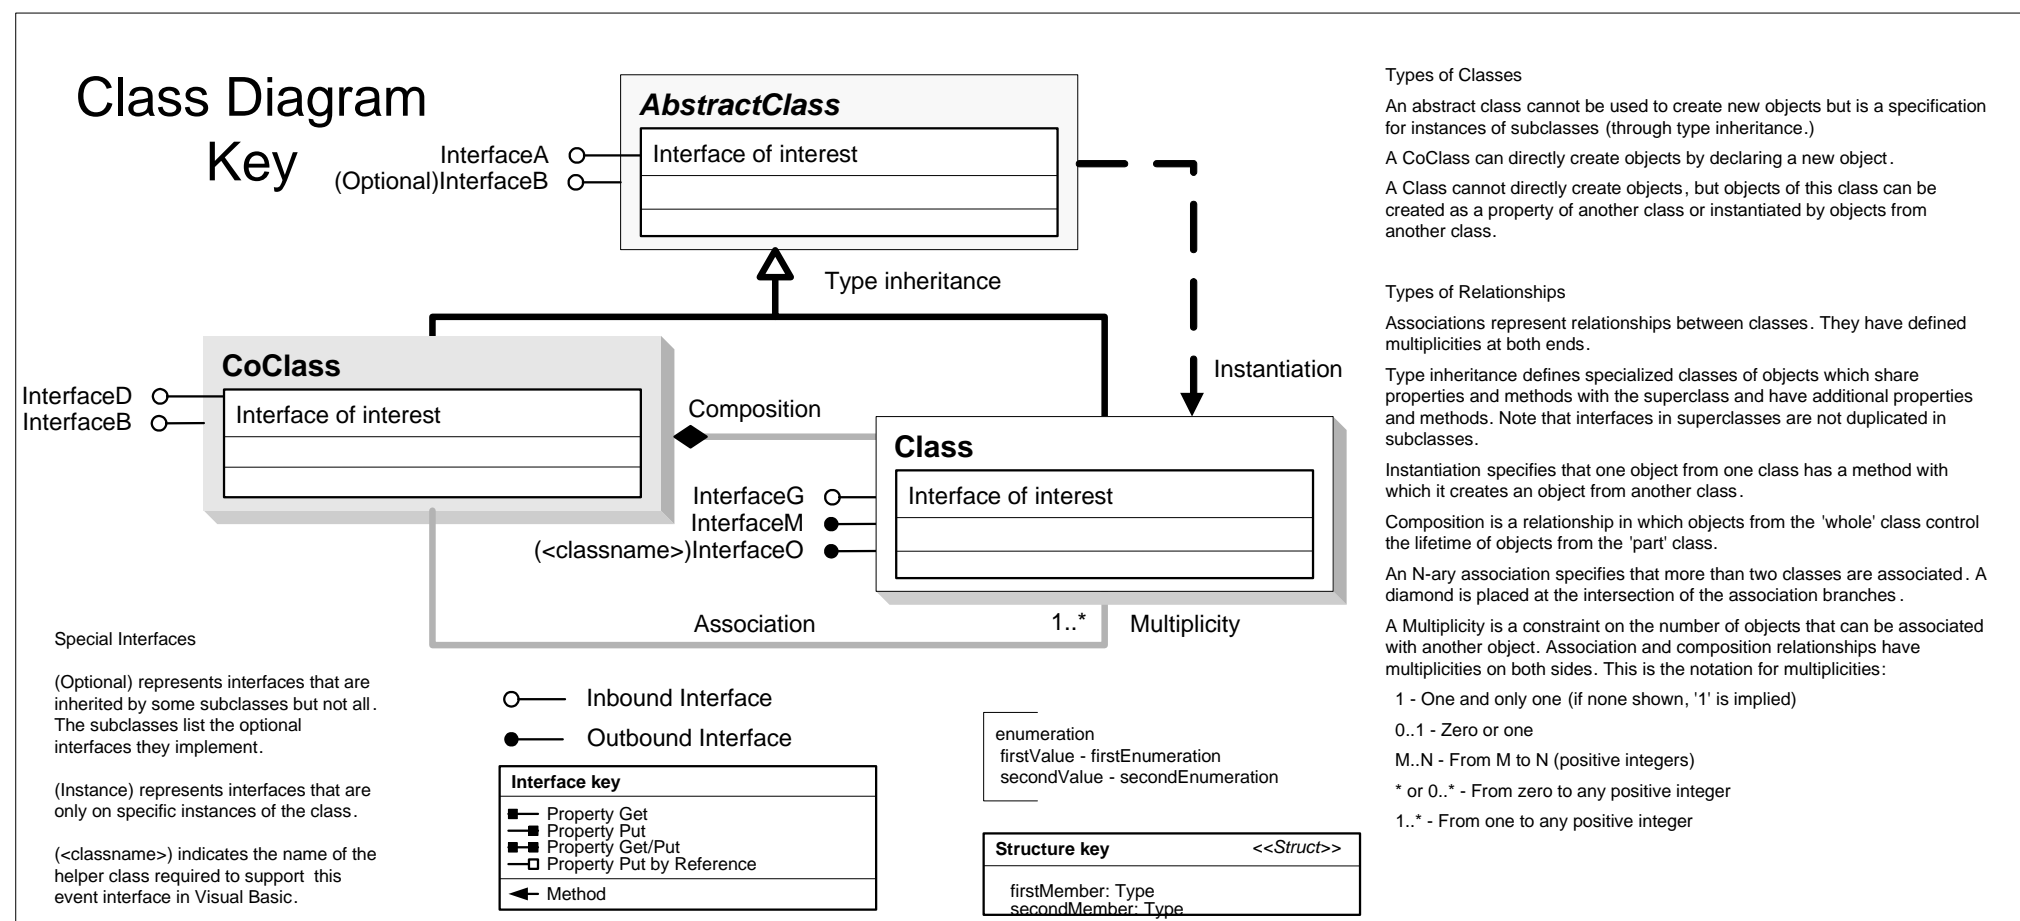 Class Diagram
Key
AbstractClass
Interface of interest
InterfaceA
(Optional)InterfaceB
Type inheritance
Instantiation
CoClass
Interface of interest
InterfaceD
InterfaceB
Composition
Class
Interface of interest
InterfaceG
InterfaceM
(<classname>)InterfaceO
Association
1..*
Multiplicity
Special Interfaces
(Optional) represents interfaces that are
inherited by some subclasses but not all.
The subclasses list the optional
interfaces they implement.
(Instance) represents interfaces that are
only on specific instances of the class.
(<classname>) indicates the name of the
helper class required to support this
event interface in Visual Basic.
Inbound Interface
Outbound Interface
Interface key
Property Get
Property Put
Property Get/Put
Property Put by Reference
Method
enumeration
firstValue - firstEnumeration
secondValue - secondEnumeration
Structure key <<Struct>>
firstMember: Type
secondMember: Type
Types of Classes
An abstract class cannot be used to create new objects but is a specification
for instances of subclasses (through type inheritance.)
A CoClass can directly create objects by declaring a new object.
A Class cannot directly create objects, but objects of this class can be
created as a property of another class or instantiated by objects from
another class.
Types of Relationships
Associations represent relationships between classes. They have defined
multiplicities at both ends.
Type inheritance defines specialized classes of objects which share
properties and methods with the superclass and have additional properties
and methods. Note that interfaces in superclasses are not duplicated in
subclasses.
Instantiation specifies that one object from one class has a method with
which it creates an object from another class.
Composition is a relationship in which objects from the 'whole' class control
the lifetime of objects from the 'part' class.
An N-ary association specifies that more than two classes are associated. A
diamond is placed at the intersection of the association branches.
A Multiplicity is a constraint on the number of objects that can be associated
with another object. Association and composition relationships have
multiplicities on both sides. This is the notation for multiplicities:
1 - One and only one (if none shown, '1' is implied)
0..1 - Zero or one
M..N - From M to N (positive integers)
* or 0..* - From zero to any positive integer
1..* - From one to any positive integer